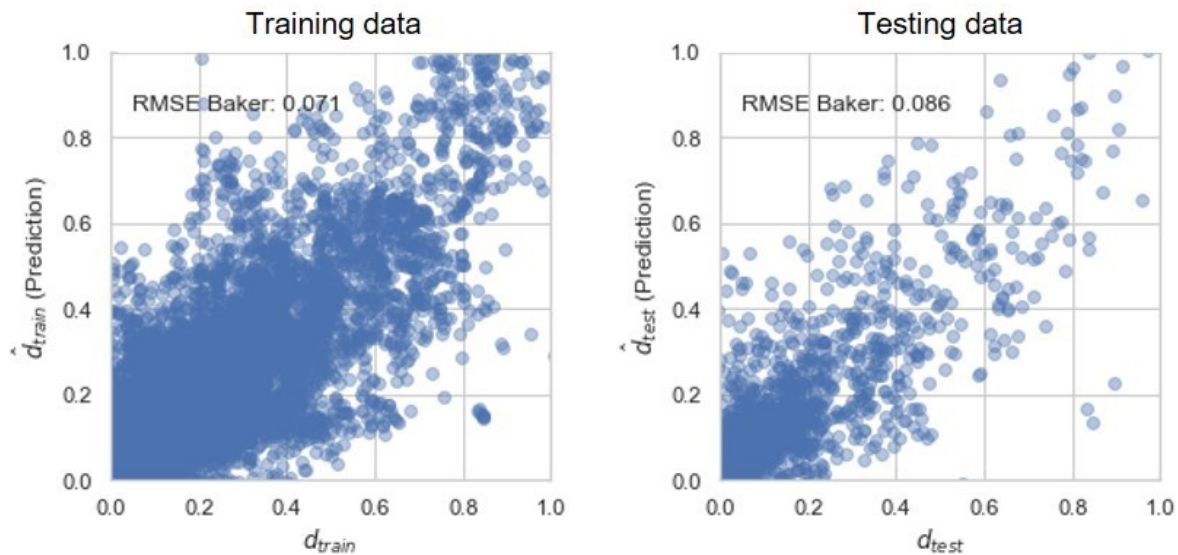 Training data
1.0
RMSE Baker: 0.071
0.8
0.6
0.4
0.2
0.0
d̂train (Prediction)
0.0 0.2 0.4 0.6 0.8 1.0
dtrain
Testing data
1.0
RMSE Baker: 0.086
0.8
0.6
0.4
0.2
0.0
d̂test (Prediction)
0.0 0.2 0.4 0.6 0.8 1.0
dtest